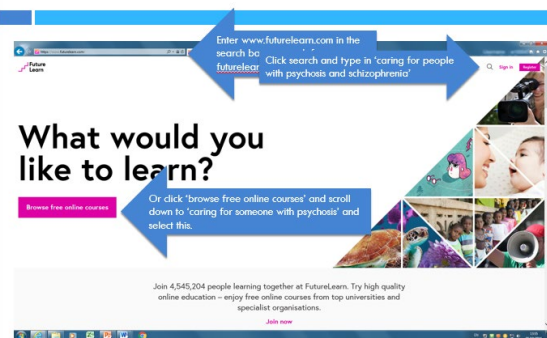 Enter www.futurelearn.com in the
search ba
futurelear
Click search and type in ‘caring for people
with psychosis and schizophrenia’
Future
Learn
Sign in
Register
What would you
like to learn?
Browse free online courses
Or click ‘browse free online courses’ and scroll
down to ‘caring for someone with psychosis’ and
select this.
Join 4,545,204 people learning together at FutureLearn. Try high quality
online education – enjoy free online courses from top universities and
specialist organisations.
Join now